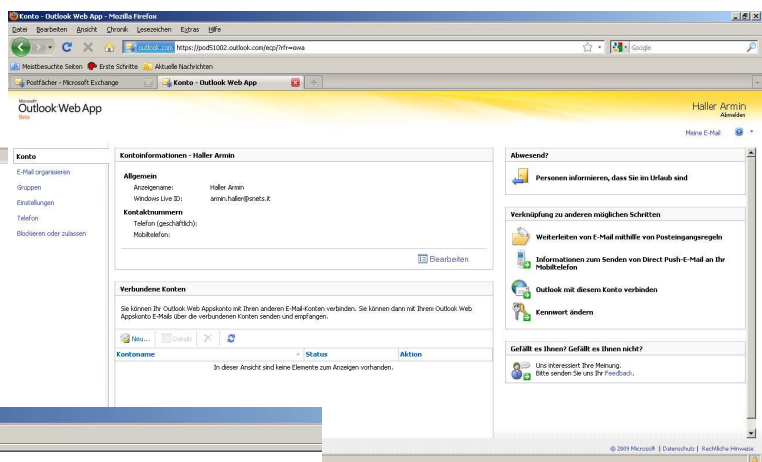 Konto - Outlook Web App - Mozilla Firefox
Datei Bearbeiten Ansicht Chronik Lesezeichen Extras Hilfe
outlook.com https://pod51002.outlook.com/ecp/?rfr=owa
Google
Meistbesuchte Seiten Erste Schritte Aktuelle Nachrichten
Postfächer - Microsoft Exchange Konto - Outlook Web App
Microsoft
Outlook Web App
Beta
Haller Armin
Abmelden
Meine E-Mail
Konto
E-Mail organisieren
Gruppen
Einstellungen
Telefon
Blockieren oder zulassen
Kontoinformationen - Haller Armin
Allgemein
Anzeigename: Haller Armin
Windows Live ID: armin.haller@snets.it
Kontaktnummern
Telefon (geschäftlich):
Mobiltelefon:
Bearbeiten
Verbundene Konten
Sie können Ihr Outlook Web Appskonto mit Ihren anderen E-Mail-Konten verbinden. Sie können dann mit Ihrem Outlook Web
Appskonto E-Mails über die verbundenen Konten senden und empfangen.
Neu... Details
Kontoname Status Aktion
In dieser Ansicht sind keine Elemente zum Anzeigen vorhanden.
Abwesend?
Personen informieren, dass Sie im Urlaub sind
Verknüpfung zu anderen möglichen Schritten
Weiterleiten von E-Mail mithilfe von Posteingangsregeln
Informationen zum Senden von Direct Push-E-Mail an Ihr
Mobiltelefon
Outlook mit diesem Konto verbinden
Kennwort ändern
Gefällt es Ihnen? Gefällt es Ihnen nicht?
Uns interessiert Ihre Meinung.
Bitte senden Sie uns Ihr Feedback.
© 2009 Microsoft | Datenschutz | Rechtliche Hinweise